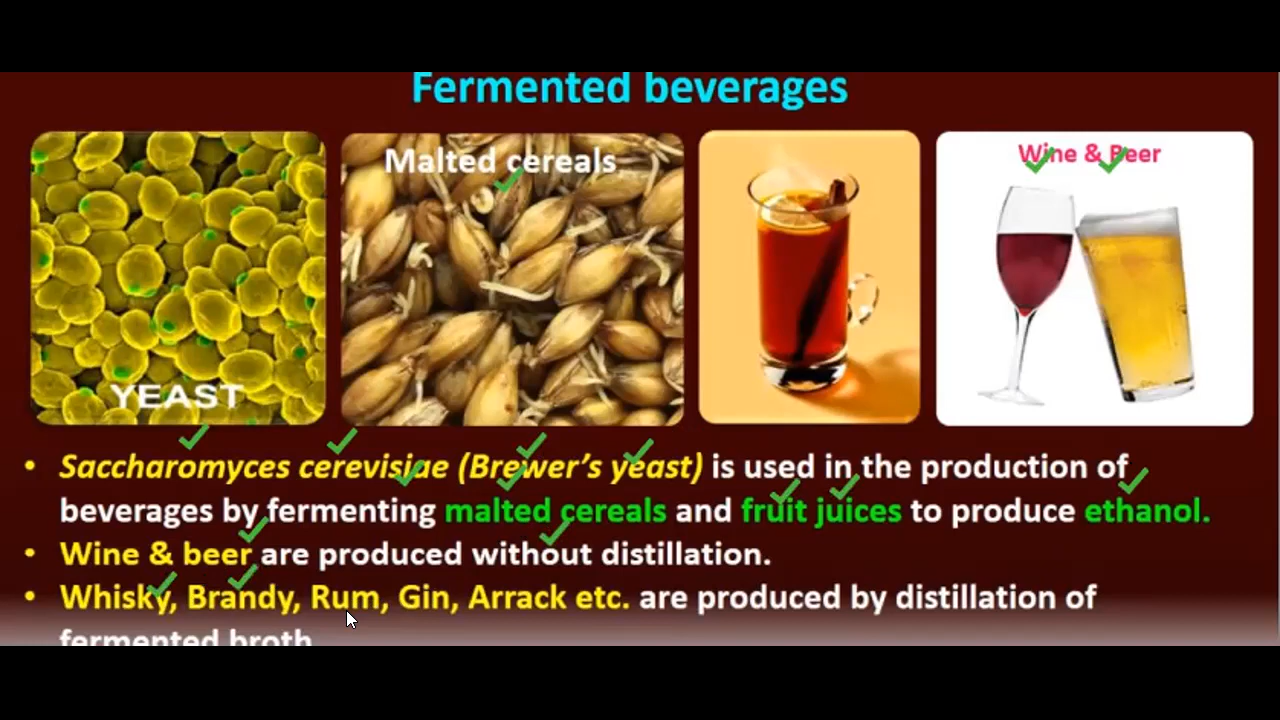 Fermented beverages
Malted cereals
Wine & Beer
YEAST
• Saccharomyces cerevisiae (Brewer's yeast) is used in the production of
beverages by fermenting malted cereals and fruit juices to produce ethanol.
• Wine & beer are produced without distillation.
• Whisky, Brandy, Rum, Gin, Arrack etc. are produced by distillation of
fermented broth